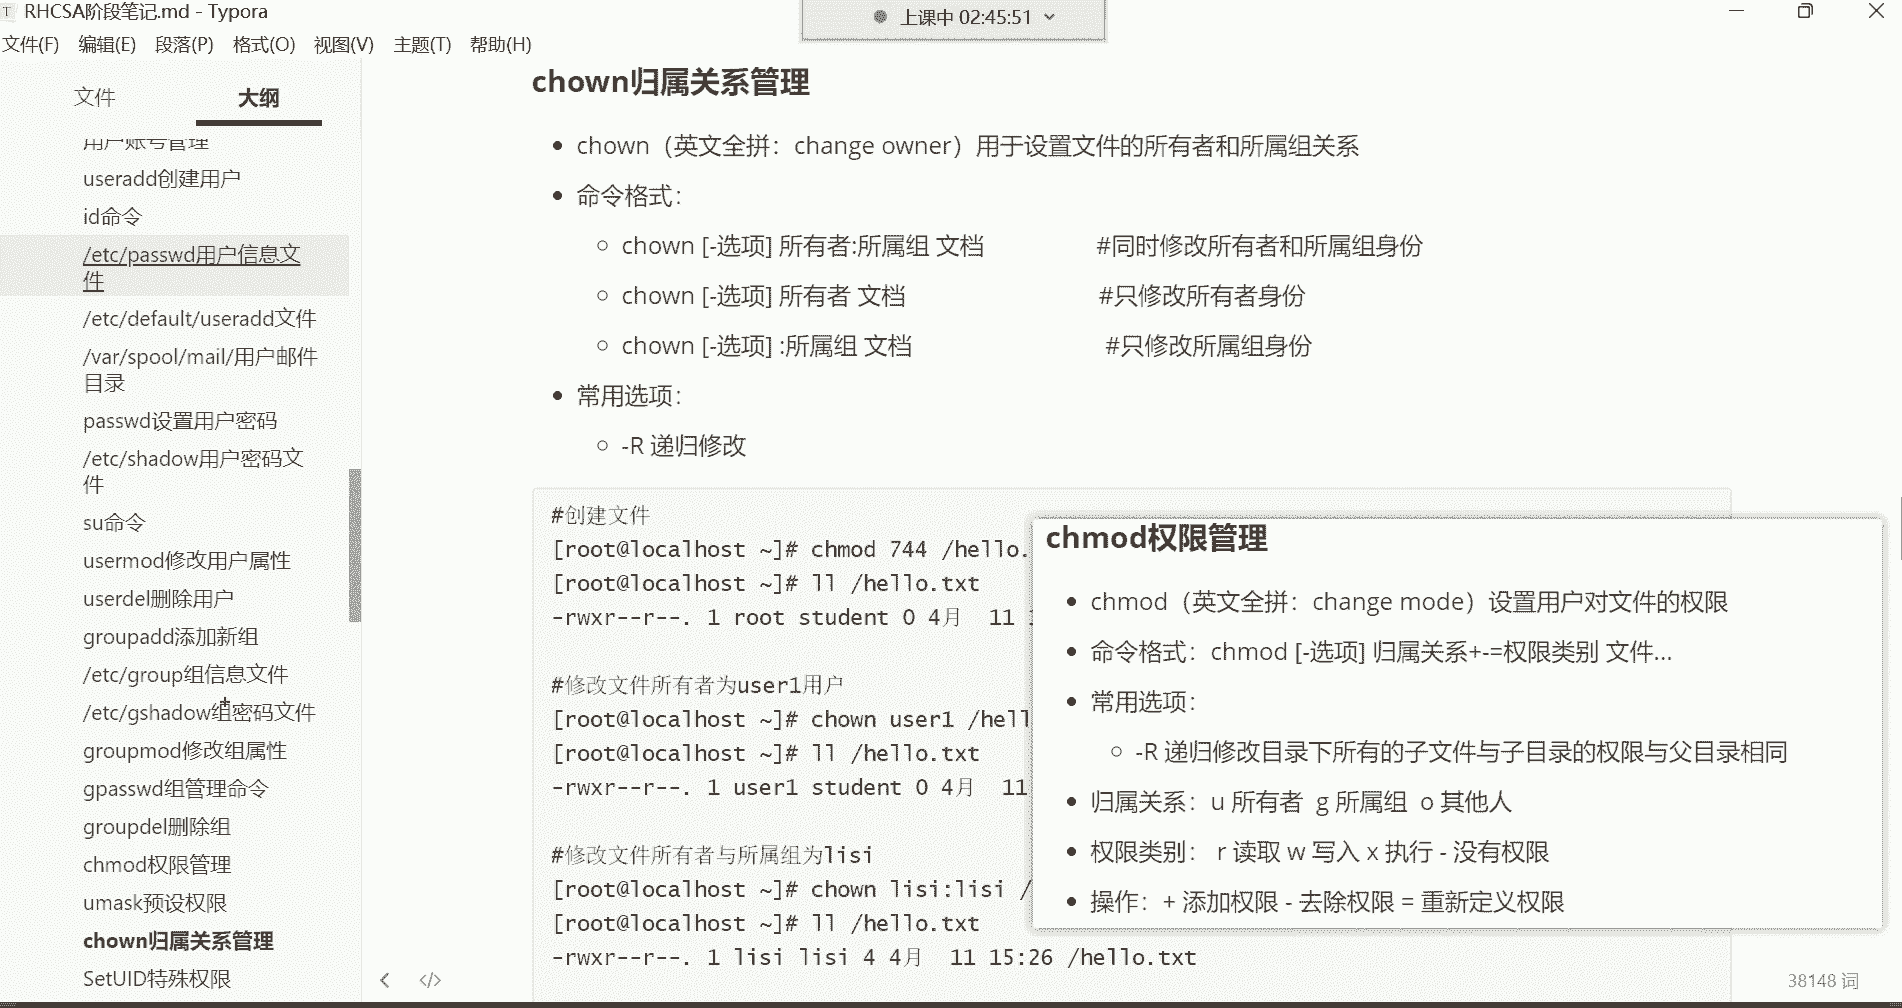 RHCSA阶段笔记.md - Typora
上课中 02:45:51
文件(F) 编辑(E) 段落(P) 格式(O) 视图(V) 主题(T) 帮助(H)
文件 大纲
用户账号管理
useradd创建用户
id命令
/etc/passwd用户信息文
件
/etc/default/useradd文件
/var/spool/mail/用户邮件
目录
passwd设置用户密码
/etc/shadow用户密码文
件
su命令
usermod修改用户属性
userdel删除用户
groupadd添加新组
/etc/group组信息文件
/etc/gshadow组密码文件
groupmod修改组属性
gpasswd组管理命令
groupdel删除组
chmod权限管理
umask预设权限
chown归属关系管理
SetUID特殊权限
chown归属关系管理
chown（英文全拼：change owner）用于设置文件的所有者和所属组关系
命令格式：
chown [-选项] 所有者:所属组 文档 #同时修改所有者和所属组身份
chown [-选项] 所有者 文档 #只修改所有者身份
chown [-选项] :所属组 文档 #只修改所属组身份
常用选项：
-R 递归修改
#创建文件
[root@localhost ~]# chmod 744 /hello.
[root@localhost ~]# ll /hello.txt
-rwxr--r--. 1 root student 0 4月 11
#修改文件所有者为user1用户
[root@localhost ~]# chown user1 /hell
[root@localhost ~]# ll /hello.txt
-rwxr--r--. 1 user1 student 0 4月 11
#修改文件所有者与所属组为lisi
[root@localhost ~]# chown lisi:lisi /
[root@localhost ~]# ll /hello.txt
-rwxr--r--. 1 lisi lisi 4 4月 11 15:26 /hello.txt
chmod权限管理
chmod（英文全拼：change mode）设置用户对文件的权限
命令格式：chmod [-选项] 归属关系+-=权限类别 文件...
常用选项：
-R 递归修改目录下所有的子文件与子目录的权限与父目录相同
归属关系：u 所有者 g 所属组 o 其他人
权限类别： r 读取 w 写入 x 执行 - 没有权限
操作：+ 添加权限 - 去除权限 = 重新定义权限
38148 词